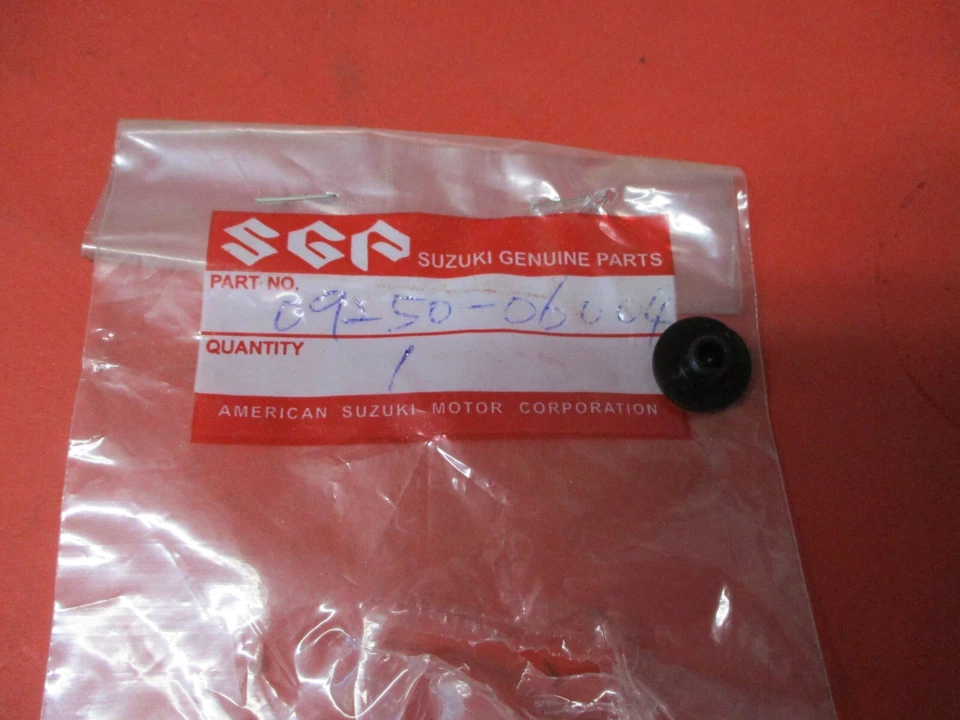 SGP SUZUKI GENUINE PARTS
PART NO. 09250-06004
QUANTITY 1
AMERICAN SUZUKI MOTOR CORPORATION